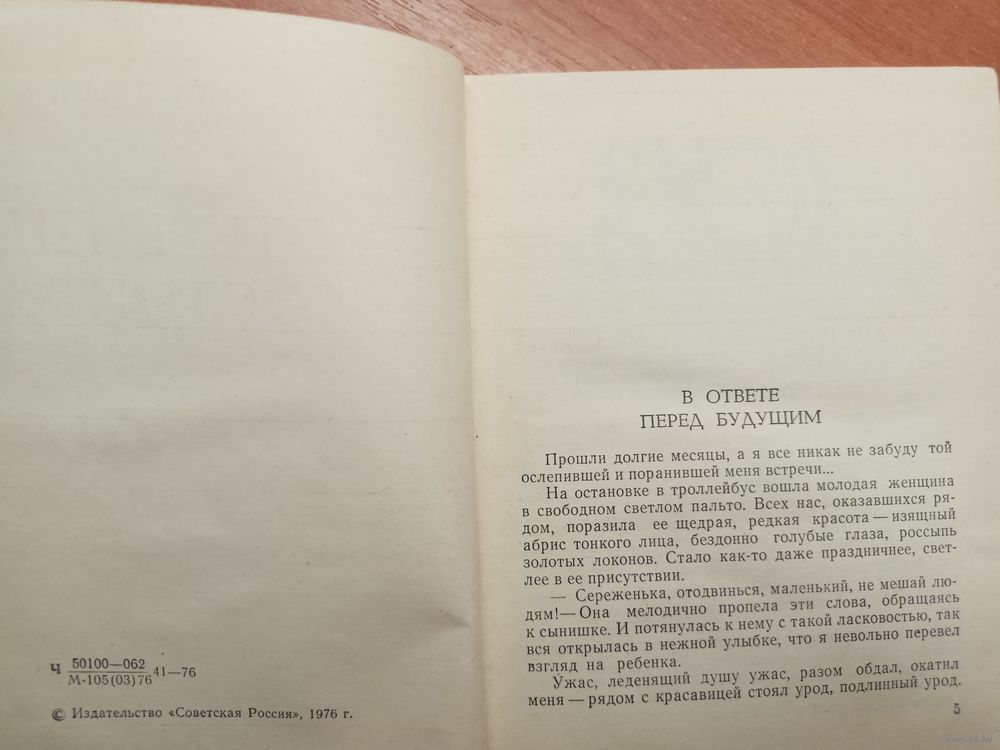 Ч 50100—062
М-105(03)76 41—76
© Издательство «Советская Россия», 1976 г.
В ОТВЕТЕ
ПЕРЕД БУДУЩИМ
Прошли долгие месяцы, а я все никак не забуду той
ослепившей и поранившей меня встречи...
На остановке в троллейбус вошла молодая женщина
в свободном светлом пальто. Всех нас, оказавшихся ря-
дом, поразила ее щедрая, редкая красота — изящный
абрис тонкого лица, бездонно голубые глаза, россыпь
золотых локонов. Стало как-то даже праздничнее, свет-
лее в ее присутствии.
— Сереженька, отодвинься, маленький, не мешай лю-
дям!— Она мелодично пропела эти слова, обращаясь
к сынишке. И потянулась к нему с такой ласковостью, так
вся открылась в нежной улыбке, что я невольно перевел
взгляд на ребенка.
Ужас, леденящий душу ужас, разом обдал, окатил
меня — рядом с красавицей стоял урод, подлинный урод.
5
www.ay.by